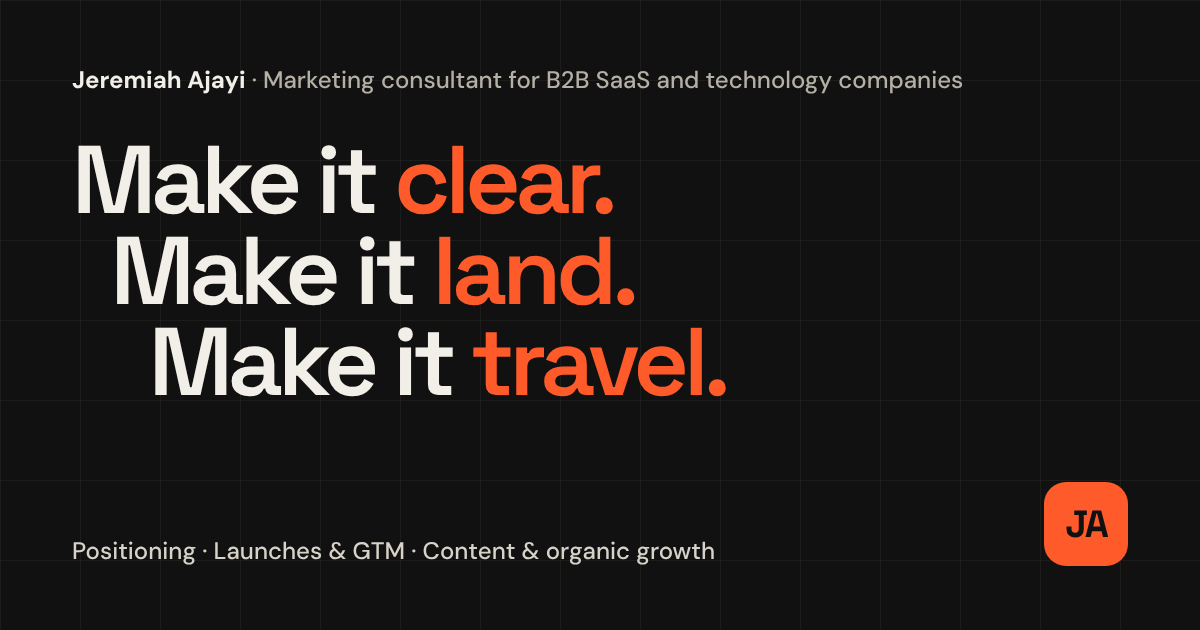 Jeremiah Ajayi · Marketing consultant for B2B SaaS and technology companies
Make it clear.
Make it land.
Make it travel.
Positioning · Launches & GTM · Content & organic growth
JA